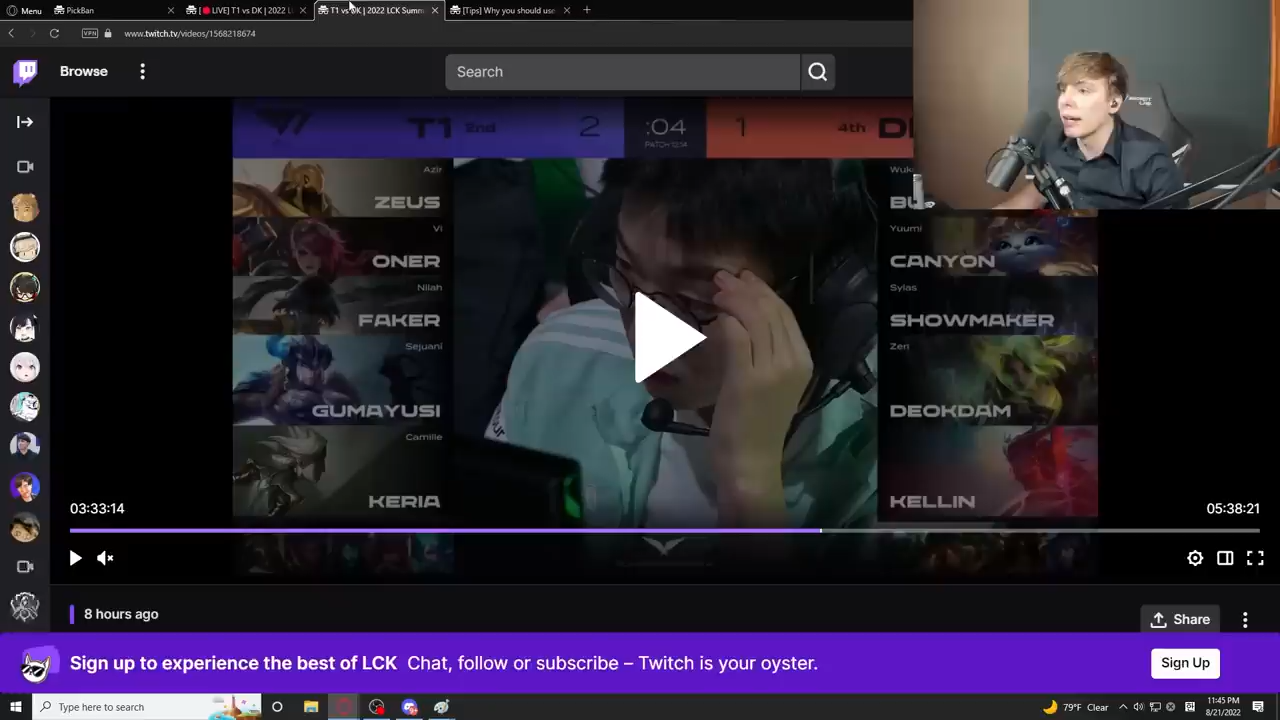 Menu
PickBan
[🔴 LIVE] T1 vs DK | 2022 L
T1 vs DK | 2022 LCK Summ
[Tips] Why you should use
VPN
www.twitch.tv/videos/1568218674
Browse
Search
T1 2nd 2
:04
PATCH 12.14
1 4th
Azir
ZEUS
Vi
ONER
Nilah
FAKER
Sejuani
GUMAYUSI
Camille
KERIA
Yuumi
CANYON
Sylas
SHOWMAKER
Zeri
DEOKDAM
KELLIN
03:33:14
05:38:21
8 hours ago
Share
Sign up to experience the best of LCK Chat, follow or subscribe – Twitch is your oyster.
Sign Up
Type here to search
79°F Clear
11:45 PM
8/21/2022